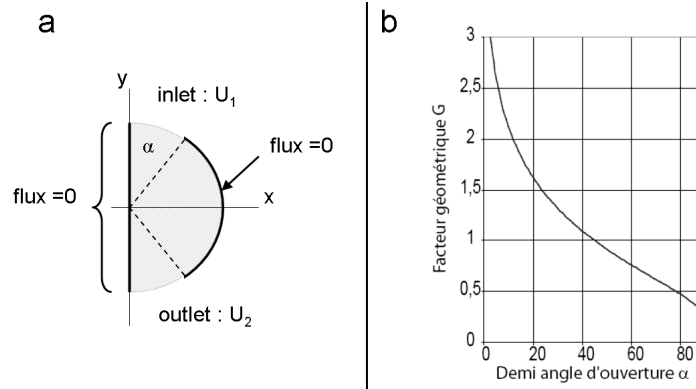 a
y
inlet : U1
α
flux =0
flux =0
x
outlet : U2
b
Facteur géométrique G
3
2,5
2
1,5
1
0,5
0
0 20 40 60 80
Demi angle d'ouverture α